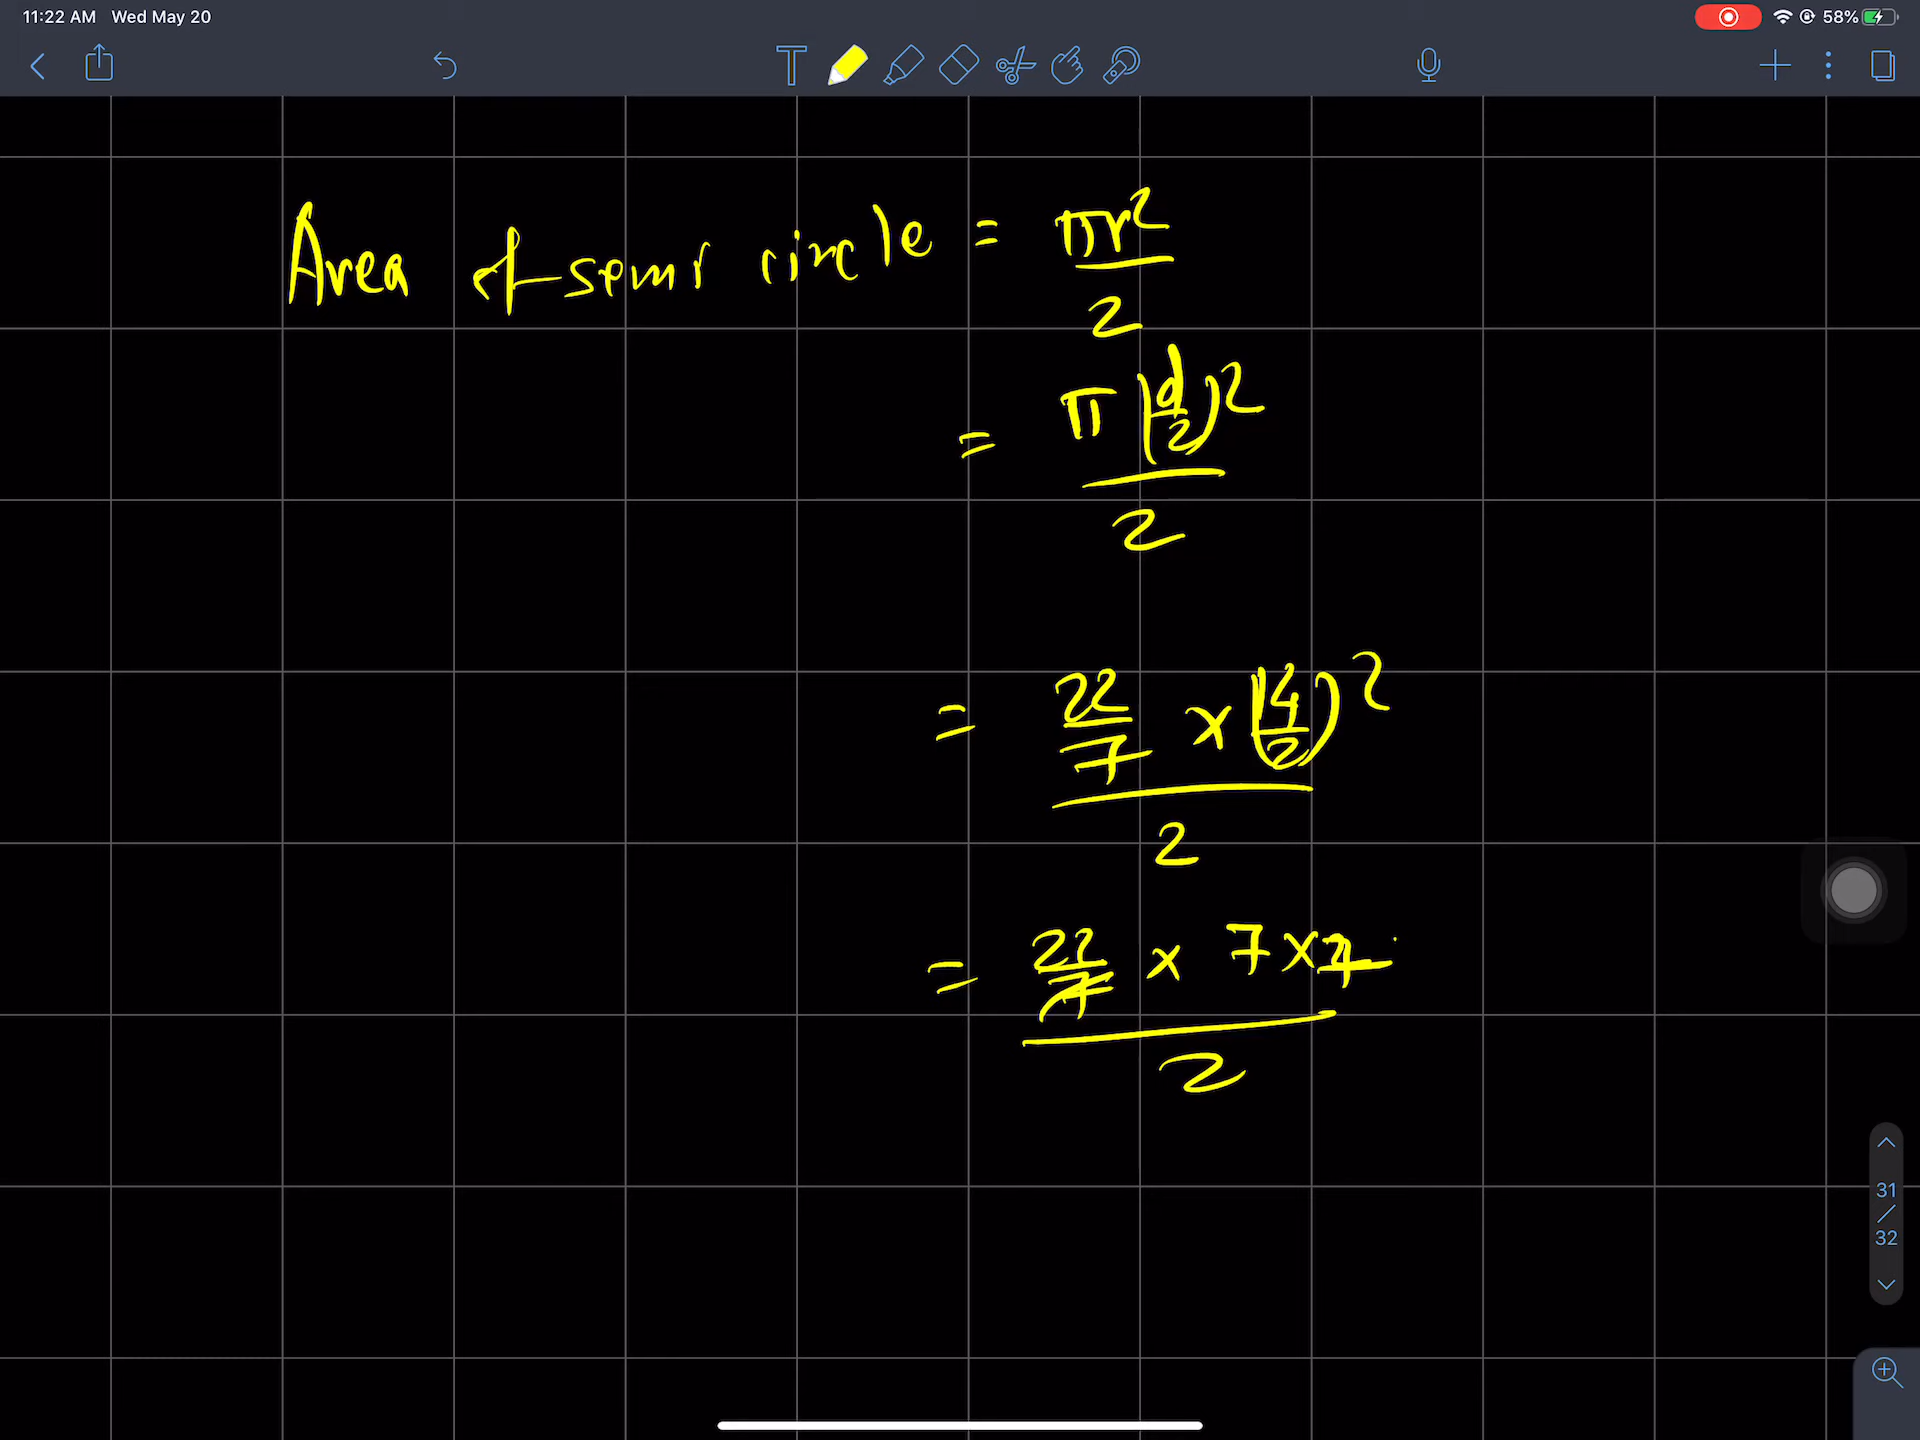 11:22 AM Wed May 20
58%
T
Area of semi circle = πr²
2
= π(d/2)²
2
= 22/7 × (14/2)²
2
= 22/7 × 7 × 7
2
31
/
32